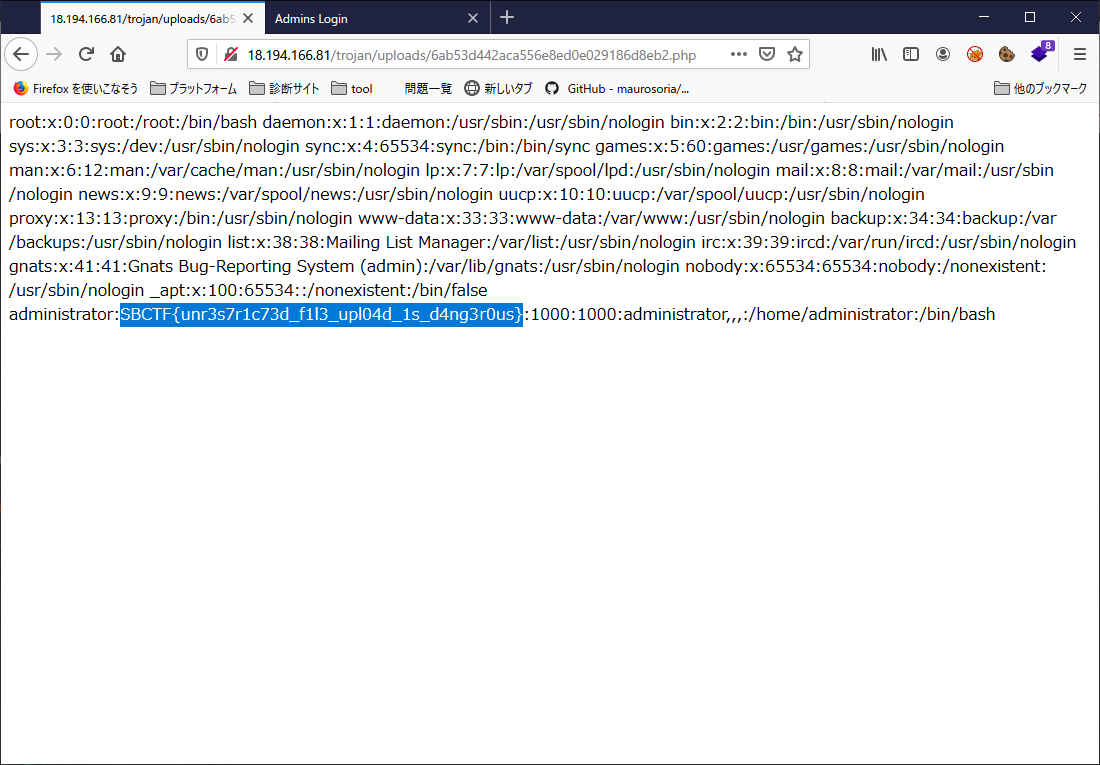 18.194.166.81/trojan/uploads/6ab5
Admins Login
18.194.166.81/trojan/uploads/6ab53d442aca556e8ed0e029186d8eb2.php
8
Firefox を使いこなそう プラットフォーム 診断サイト tool 問題一覧 新しいタブ GitHub - maurosoria/... 他のブックマーク
root:x:0:0:root:/root:/bin/bash daemon:x:1:1:daemon:/usr/sbin:/usr/sbin/nologin bin:x:2:2:bin:/bin:/usr/sbin/nologin
sys:x:3:3:sys:/dev:/usr/sbin/nologin sync:x:4:65534:sync:/bin:/bin/sync games:x:5:60:games:/usr/games:/usr/sbin/nologin
man:x:6:12:man:/var/cache/man:/usr/sbin/nologin lp:x:7:7:lp:/var/spool/lpd:/usr/sbin/nologin mail:x:8:8:mail:/var/mail:/usr/sbin
/nologin news:x:9:9:news:/var/spool/news:/usr/sbin/nologin uucp:x:10:10:uucp:/var/spool/uucp:/usr/sbin/nologin
proxy:x:13:13:proxy:/bin:/usr/sbin/nologin www-data:x:33:33:www-data:/var/www:/usr/sbin/nologin backup:x:34:34:backup:/var
/backups:/usr/sbin/nologin list:x:38:38:Mailing List Manager:/var/list:/usr/sbin/nologin irc:x:39:39:ircd:/var/run/ircd:/usr/sbin/nologin
gnats:x:41:41:Gnats Bug-Reporting System (admin):/var/lib/gnats:/usr/sbin/nologin nobody:x:65534:65534:nobody:/nonexistent:
/usr/sbin/nologin _apt:x:100:65534::/nonexistent:/bin/false
administrator:SBCTF{unr3s7r1c73d_f1l3_upl04d_1s_d4ng3r0us}:1000:1000:administrator,,,:/home/administrator:/bin/bash